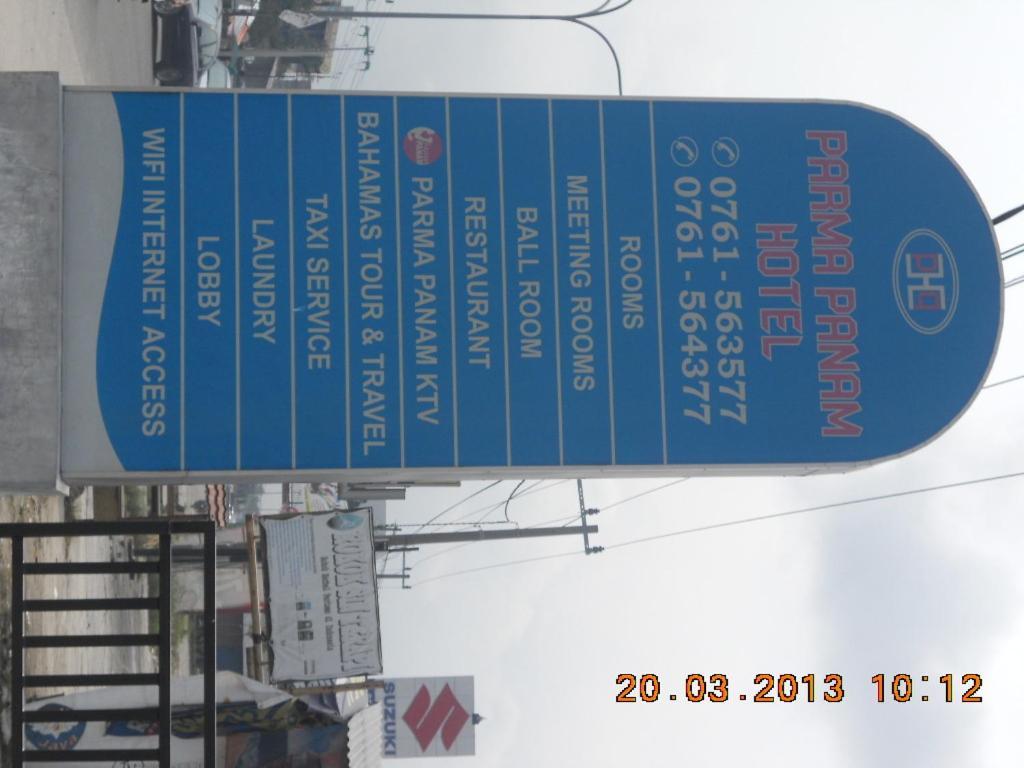 PARMA PANAM
HOTEL
0761 - 563577
0761 - 564377
ROOMS
MEETING ROOMS
BALL ROOM
RESTAURANT
PARMA PANAM KTV
BAHAMAS TOUR & TRAVEL
TAXI SERVICE
LAUNDRY
LOBBY
WIFI INTERNET ACCESS
SUZUKI
20.03.2013 10:12